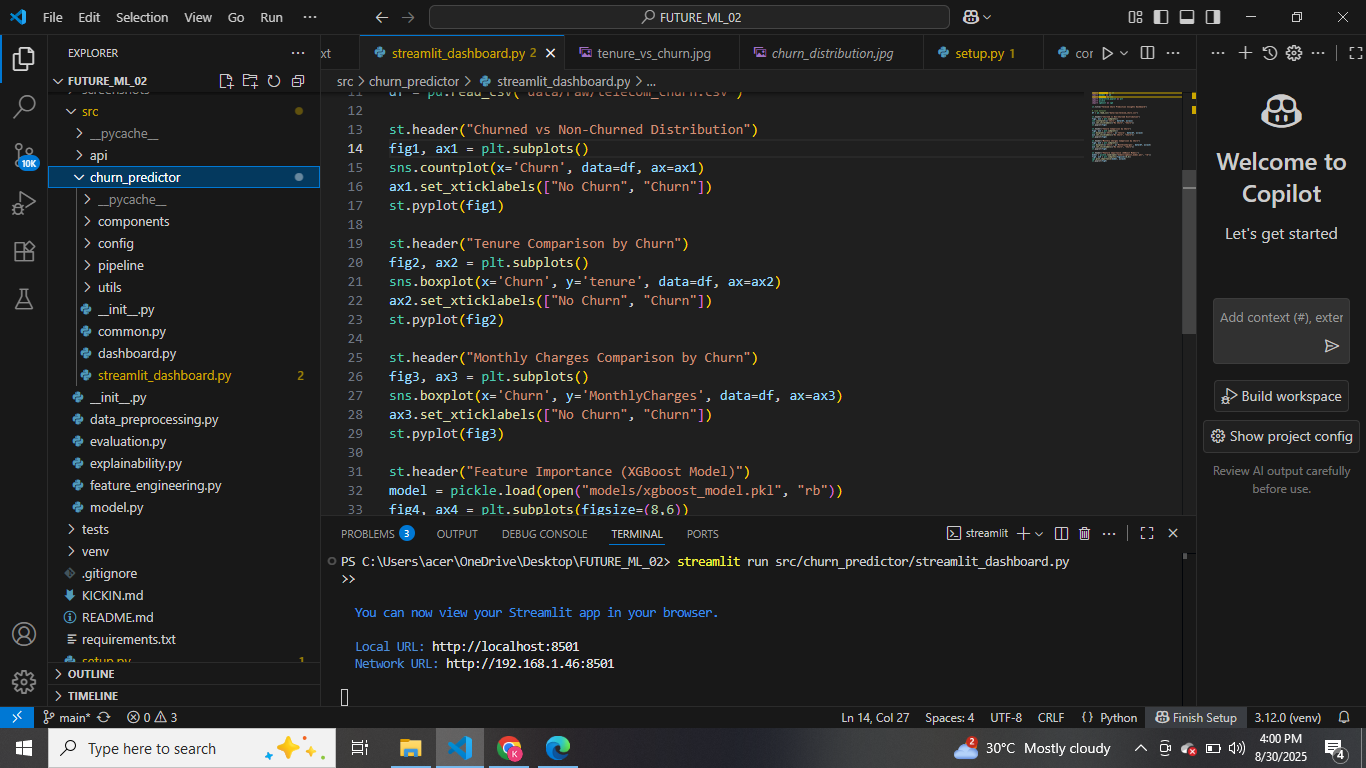 File Edit Selection View Go Run ··· FUTURE_ML_02
EXPLORER
FUTURE_ML_02
src
__pycache__
api
churn_predictor
__pycache__
components
config
pipeline
utils
__init__.py
common.py
dashboard.py
streamlit_dashboard.py 2
__init__.py
data_preprocessing.py
evaluation.py
explainability.py
feature_engineering.py
model.py
tests
venv
.gitignore
KICKIN.md
README.md
requirements.txt
setup.py 1
OUTLINE
TIMELINE
10K
xt streamlit_dashboard.py 2 tenure_vs_churn.jpg churn_distribution.jpg setup.py 1 cor
src > churn_predictor > streamlit_dashboard.py > ...
11 df = pd.read_csv("data/raw/telecom_churn.csv")
12
13 st.header("Churned vs Non-Churned Distribution")
14 fig1, ax1 = plt.subplots()
15 sns.countplot(x='Churn', data=df, ax=ax1)
16 ax1.set_xticklabels(["No Churn", "Churn"])
17 st.pyplot(fig1)
18
19 st.header("Tenure Comparison by Churn")
20 fig2, ax2 = plt.subplots()
21 sns.boxplot(x='Churn', y='tenure', data=df, ax=ax2)
22 ax2.set_xticklabels(["No Churn", "Churn"])
23 st.pyplot(fig2)
24
25 st.header("Monthly Charges Comparison by Churn")
26 fig3, ax3 = plt.subplots()
27 sns.boxplot(x='Churn', y='MonthlyCharges', data=df, ax=ax3)
28 ax3.set_xticklabels(["No Churn", "Churn"])
29 st.pyplot(fig3)
30
31 st.header("Feature Importance (XGBoost Model)")
32 model = pickle.load(open("models/xgboost_model.pkl", "rb"))
33 fig4, ax4 = plt.subplots(figsize=(8,6))
PROBLEMS 3 OUTPUT DEBUG CONSOLE TERMINAL PORTS streamlit
PS C:\Users\acer\OneDrive\Desktop\FUTURE_ML_02> streamlit run src/churn_predictor/streamlit_dashboard.py
>>
You can now view your Streamlit app in your browser.
Local URL: http://localhost:8501
Network URL: http://192.168.1.46:8501
Welcome to
Copilot
Let's get started
Add context (#), exter
Build workspace
Show project config
Review AI output carefully
before use.
main* 0 3 Ln 14, Col 27 Spaces: 4 UTF-8 CRLF { } Python Finish Setup 3.12.0 (venv)
Type here to search K 2 30°C Mostly cloudy 4:00 PM
8/30/2025 4